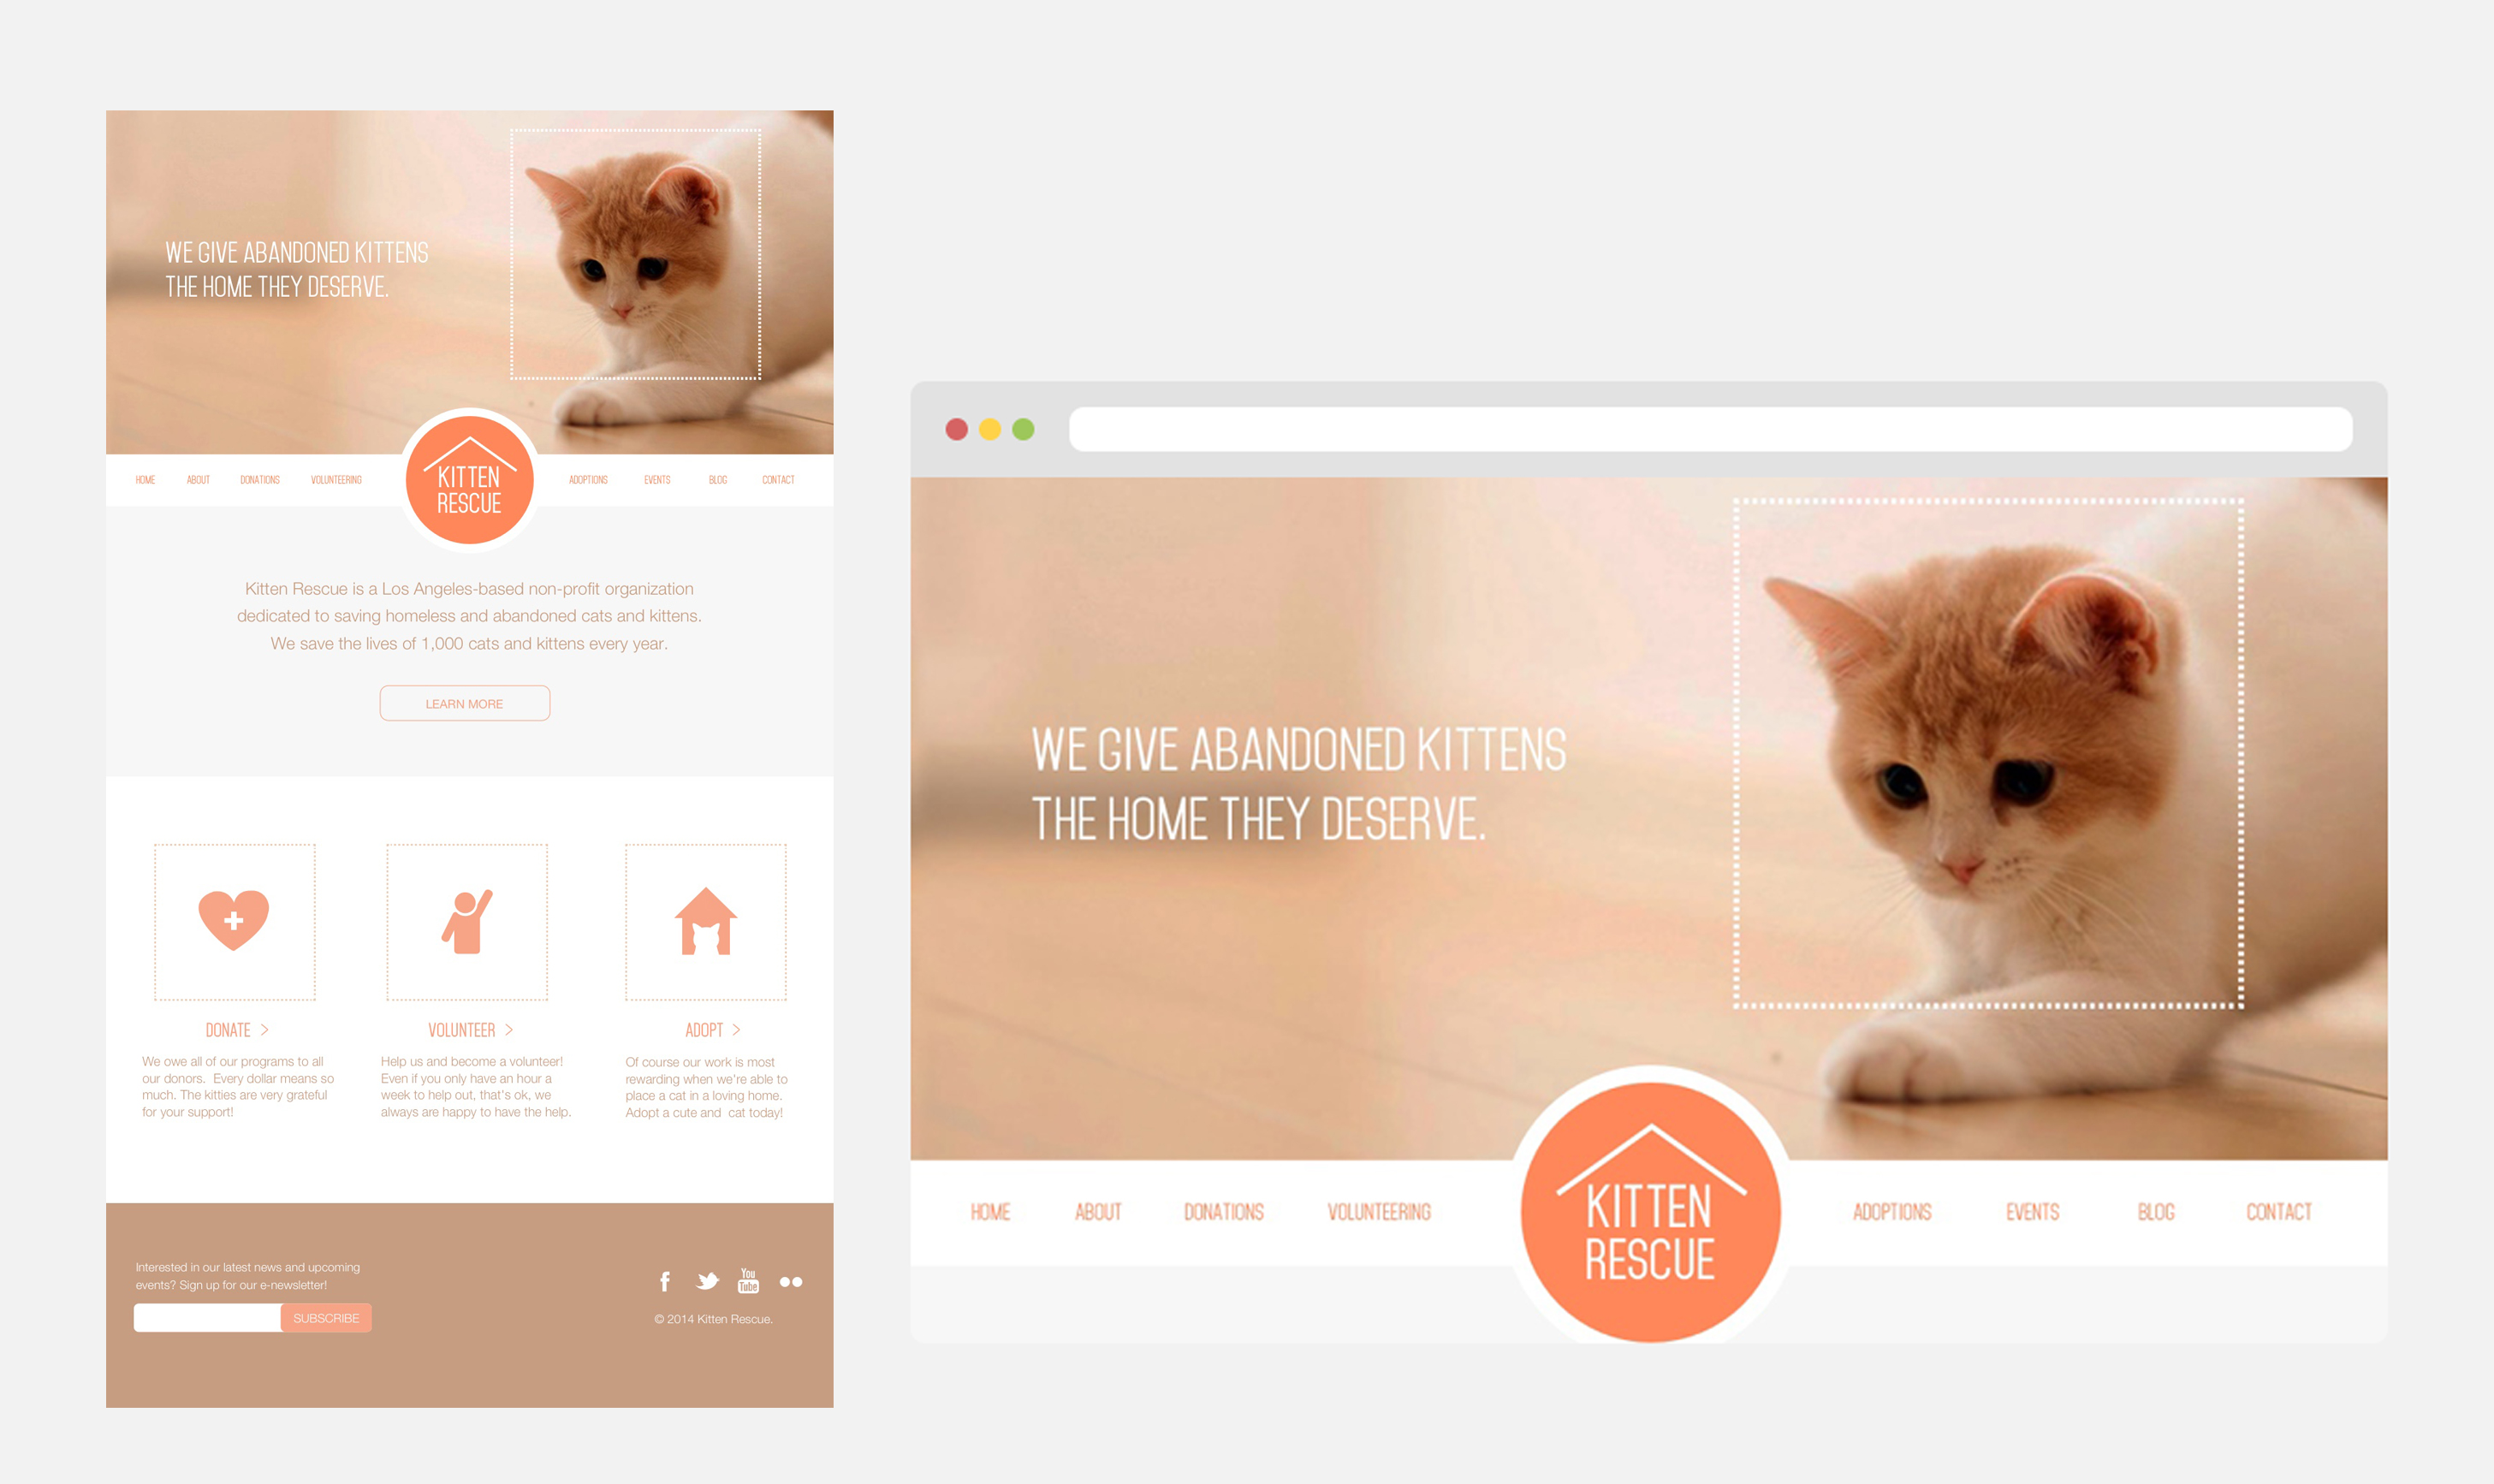 WE GIVE ABANDONED KITTENS
THE HOME THEY DESERVE.
HOME ABOUT DONATIONS VOLUNTEERING
KITTEN
RESCUE
ADOPTIONS EVENTS BLOG CONTACT
Kitten Rescue is a Los Angeles-based non-profit organization
dedicated to saving homeless and abandoned cats and kittens.
We save the lives of 1,000 cats and kittens every year.
LEARN MORE
DONATE >
We owe all of our programs to all
our donors.  Every dollar means so
much. The kitties are very grateful
for your support!
VOLUNTEER >
Help us and become a volunteer!
Even if you only have an hour a
week to help out, that's ok, we
always are happy to have the help.
ADOPT >
Of course our work is most
rewarding when we're able to
place a cat in a loving home.
Adopt a cute and  cat today!
Interested in our latest news and upcoming
events? Sign up for our e-newsletter!
SUBSCRIBE
f
You
Tube
© 2014 Kitten Rescue.
WE GIVE ABANDONED KITTENS
THE HOME THEY DESERVE.
HOME ABOUT DONATIONS VOLUNTEERING
KITTEN
RESCUE
ADOPTIONS EVENTS BLOG CONTACT